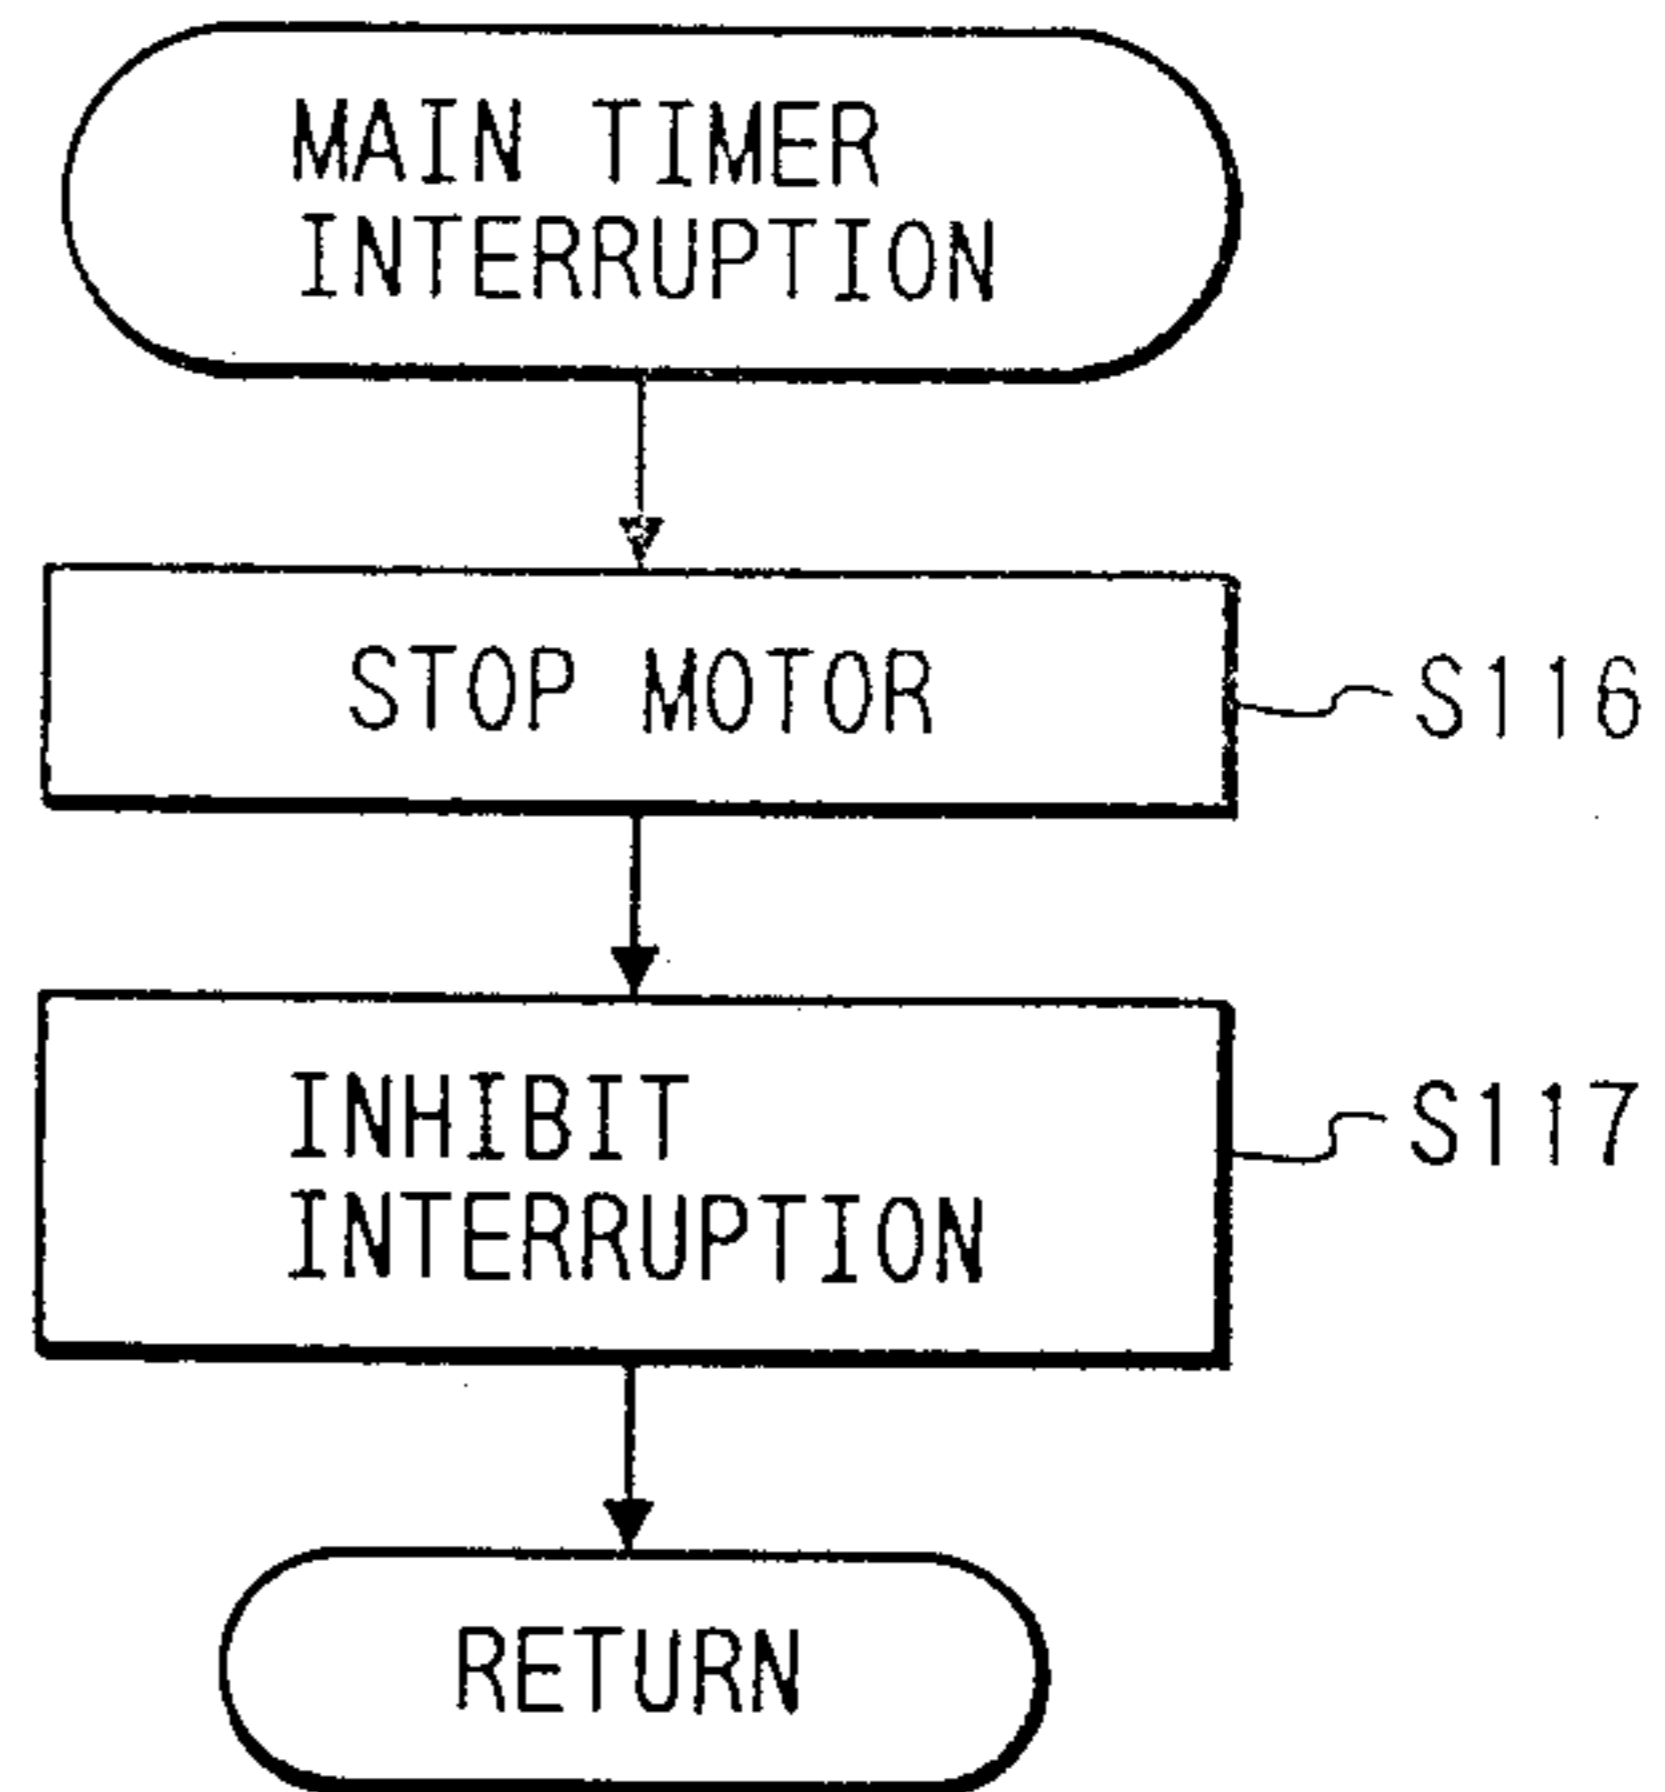 MAIN TIMER
INTERRUPTION
STOP MOTOR
S116
INHIBIT
INTERRUPTION
S117
RETURN